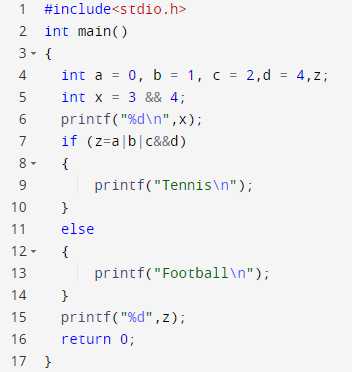 1 #include<stdio.h>
2 int main()
3 {
4 int a = 0, b = 1, c = 2,d = 4,z;
5 int x = 3 && 4;
6 printf("%d\n",x);
7 if (z=a|b|c&&d)
8 {
9 printf("Tennis\n");
10 }
11 else
12 {
13 printf("Football\n");
14 }
15 printf("%d",z);
16 return 0;
17 }